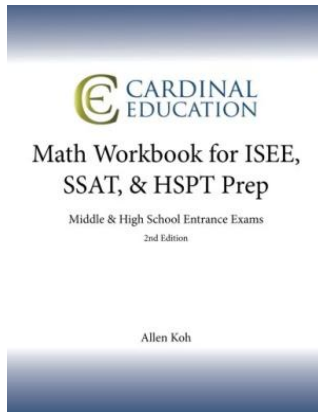 CARDINAL
EDUCATION
Math Workbook for ISEE,
SSAT, & HSPT Prep
Middle & High School Entrance Exams
2nd Edition
Allen Koh